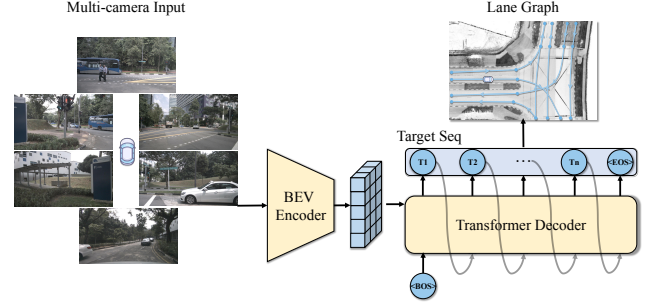 Multi-camera Input
Lane Graph
Target Seq
T1 T2 ... Tn <EOS>
BEV
Encoder
Transformer Decoder
<BOS>